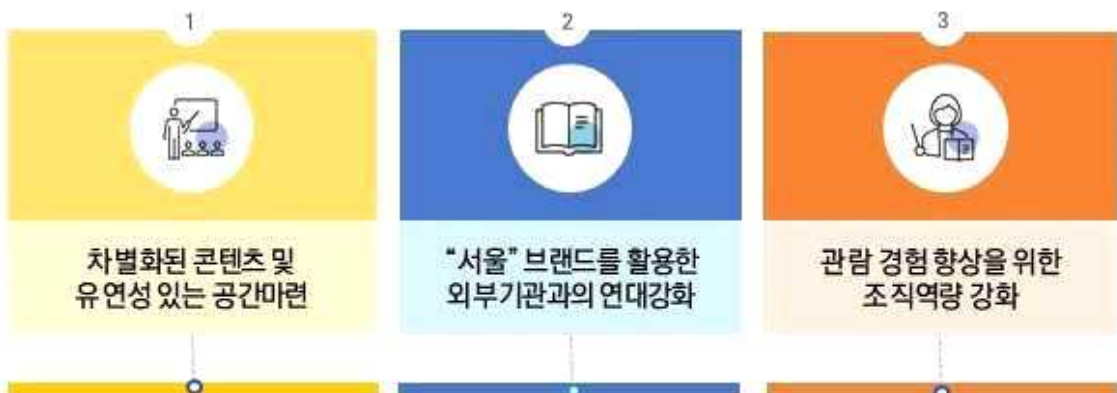 1
차별화된 콘텐츠 및
유연성 있는 공간마련
2
“서울” 브랜드를 활용한
외부기관과의 연대강화
3
관람 경험 향상을 위한
조직역량 강화